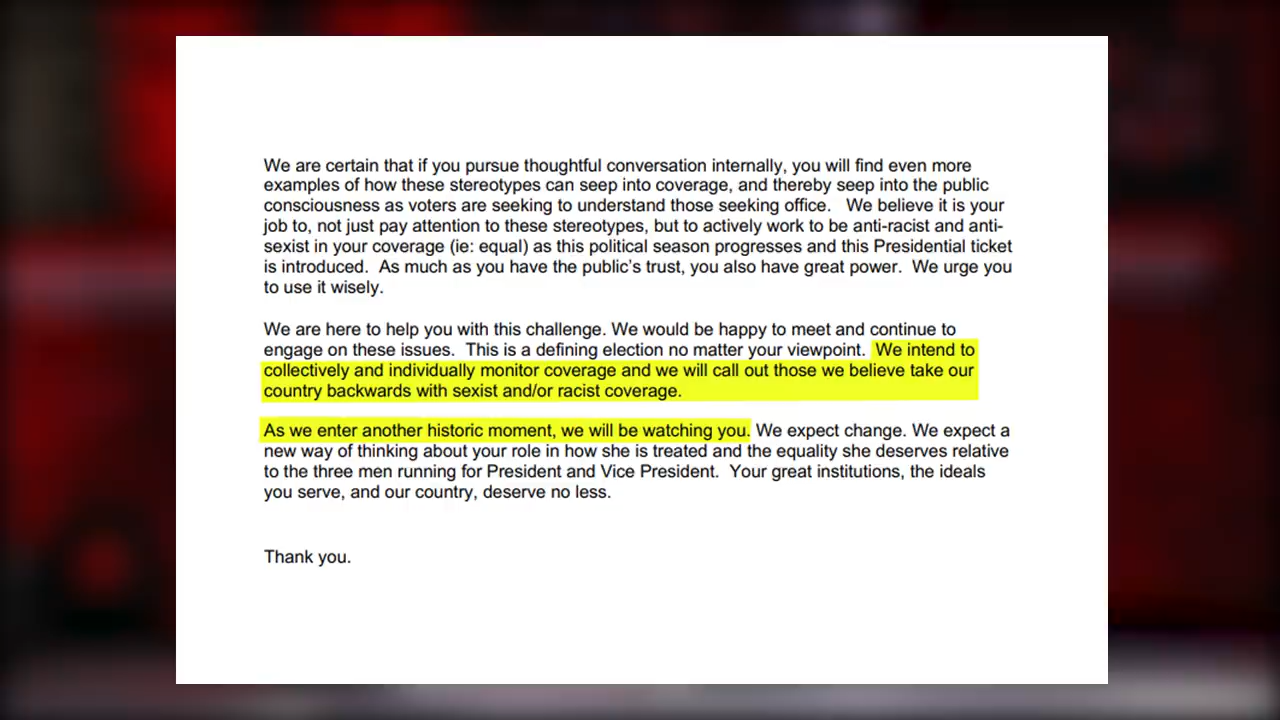 We are certain that if you pursue thoughtful conversation internally, you will find even more
examples of how these stereotypes can seep into coverage, and thereby seep into the public
consciousness as voters are seeking to understand those seeking office. We believe it is your
job to, not just pay attention to these stereotypes, but to actively work to be anti-racist and anti-
sexist in your coverage (ie: equal) as this political season progresses and this Presidential ticket
is introduced. As much as you have the public's trust, you also have great power. We urge you
to use it wisely.
We are here to help you with this challenge. We would be happy to meet and continue to
engage on these issues. This is a defining election no matter your viewpoint. We intend to
collectively and individually monitor coverage and we will call out those we believe take our
country backwards with sexist and/or racist coverage.
As we enter another historic moment, we will be watching you. We expect change. We expect a
new way of thinking about your role in how she is treated and the equality she deserves relative
to the three men running for President and Vice President. Your great institutions, the ideals
you serve, and our country, deserve no less.
Thank you.